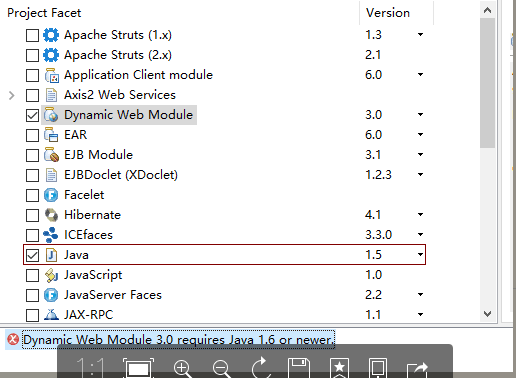 Project Facet Version
Apache Struts (1.x) 1.3
Apache Struts (2.x) 2.1
Application Client module 6.0
Axis2 Web Services
Dynamic Web Module 3.0
EAR 6.0
EJB Module 3.1
EJBDoclet (XDoclet) 1.2.3
Facelet
Hibernate 4.1
ICEfaces 3.3.0
Java 1.5
JavaScript 1.0
JavaServer Faces 2.2
JAX-RPC 1.1
Dynamic Web Module 3.0 requires Java 1.6 or newer.
1:1